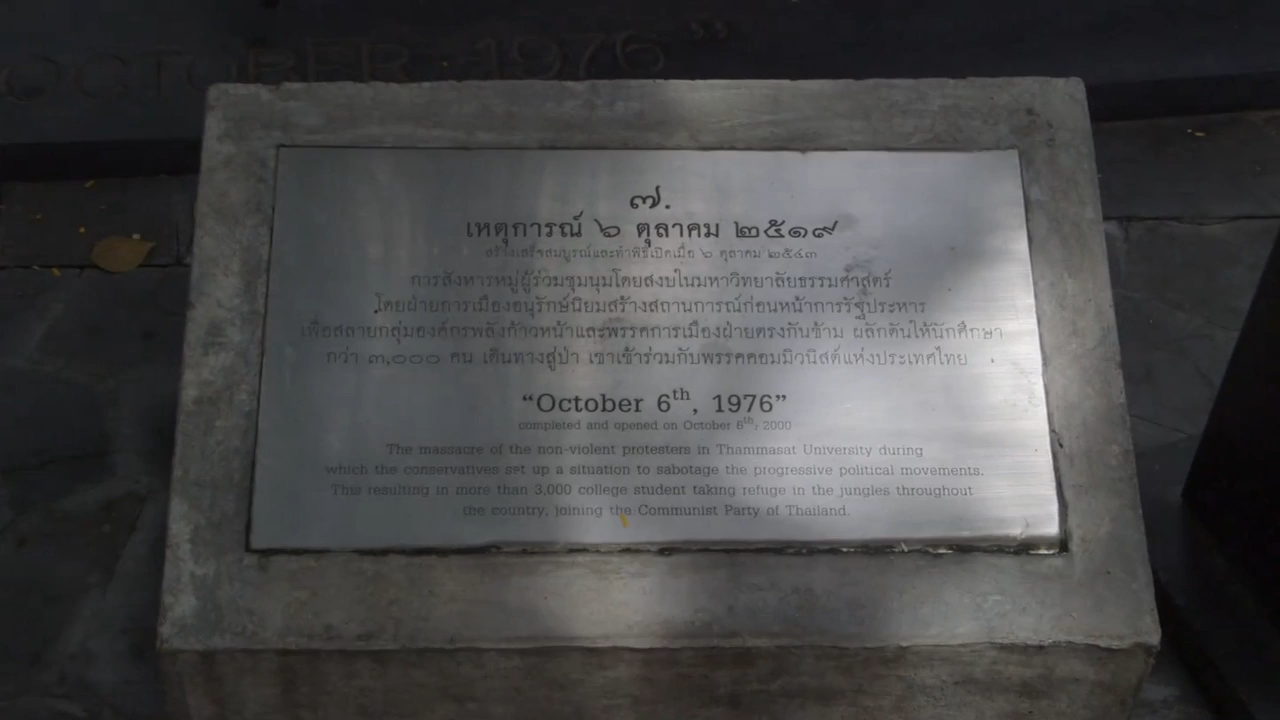 OCTOBER 1976”
๗.
เหตุการณ์ ๖ ตุลาคม ๒๕๑๙
สร้างเสร็จสมบูรณ์และทำพิธีเปิดเมื่อ ๖ ตุลาคม ๒๕๔๓
การสังหารหมู่ผู้ร่วมชุมนุมโดยสงบในมหาวิทยาลัยธรรมศาสตร์
โดยฝ่ายการเมืองอนุรักษ์นิยมสร้างสถานการณ์ก่อนหน้าการรัฐประหาร
เพื่อสลายกลุ่มองค์กรพลังก้าวหน้าและพรรคการเมืองฝ่ายตรงกันข้าม ผลักดันให้นักศึกษา
กว่า ๓,๐๐๐ คน เดินทางสู่ป่า เขาเข้าร่วมกับพรรคคอมมิวนิสต์แห่งประเทศไทย
“October 6th, 1976”
completed and opened on October 6th, 2000
The massacre of the non-violent protesters in Thammasat University during
which the conservatives set up a situation to sabotage the progressive political movements.
This resulting in more than 3,000 college student taking refuge in the jungles throughout
the country, joining the Communist Party of Thailand.